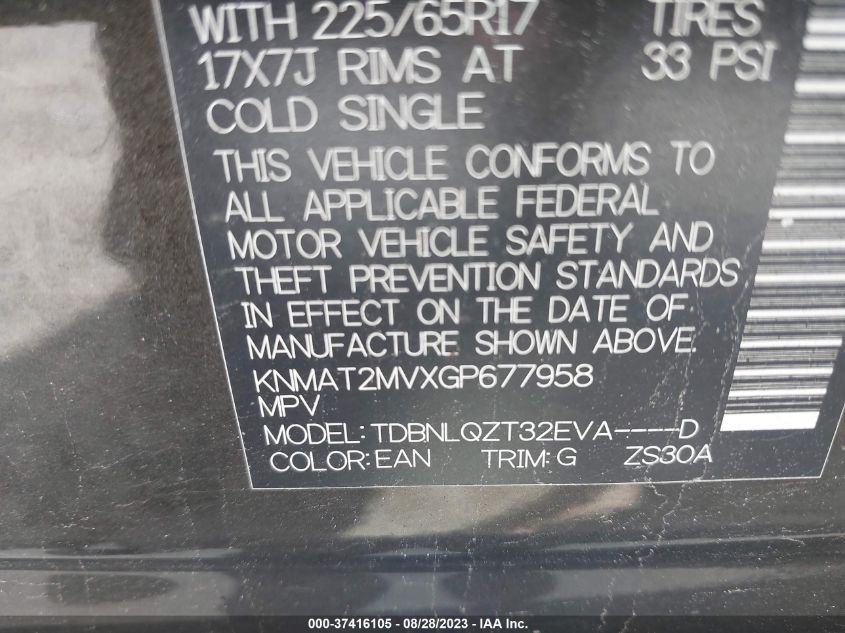 WITH 225/65R17 TIRES
17X7J RIMS AT 33 PSI
COLD SINGLE
THIS VEHICLE CONFORMS TO
ALL APPLICABLE FEDERAL
MOTOR VEHICLE SAFETY AND
THEFT PREVENTION STANDARDS
IN EFFECT ON THE DATE OF
MANUFACTURE SHOWN ABOVE.
KNMAT2MVXGP677958
MPV
MODEL: TDBNLQZT32EVA----D
COLOR: EAN TRIM: G ZS30A
000-37416105 / 08/28/2023 / © IAA, Inc.